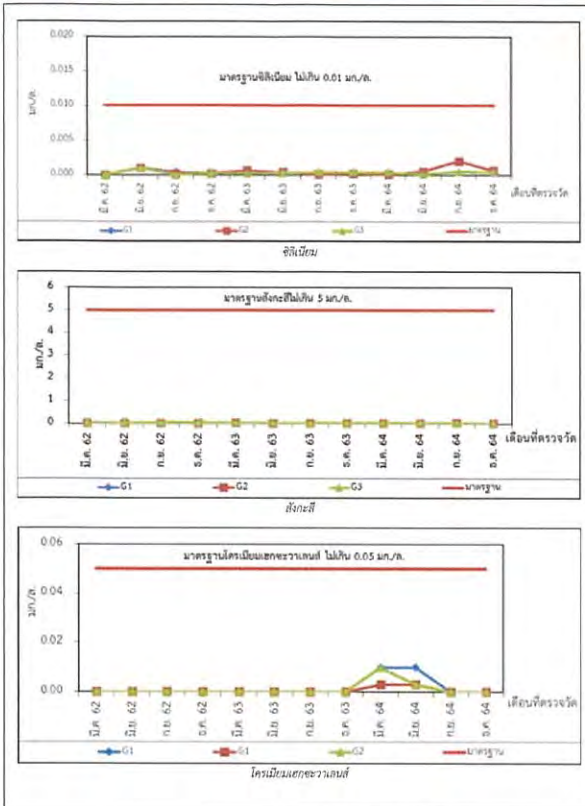 0.020
0.015
0.010
0.005
0.000
มก./ล.
มาตรฐานซิลิเนียม ไม่เกิน 0.01 มก./ล.
มี.ค. 62
มิ.ย. 62
ก.ย. 62
ธ.ค. 62
มี.ค. 63
มิ.ย. 63
ก.ย. 63
ธ.ค. 63
มี.ค. 64
มิ.ย. 64
ก.ย. 64
ธ.ค. 64
เดือนที่ตรวจวัด
G1 G2 G3 มาตรฐาน
ซิลิเนียม
6
5
4
3
2
1
0
มก./ล.
มาตรฐานสังกะสีไม่เกิน 5 มก./ล.
มี.ค. 62
มิ.ย. 62
ก.ย. 62
ธ.ค. 62
มี.ค. 63
มิ.ย. 63
ก.ย. 63
ธ.ค. 63
มี.ค. 64
มิ.ย. 64
ก.ย. 64
ธ.ค. 64
เดือนที่ตรวจวัด
G1 G2 G3 มาตรฐาน
สังกะสี
0.06
0.04
0.02
0.00
มก./ล.
มาตรฐานโครเมียมเฮกซะวาเลนส์ ไม่เกิน 0.05 มก./ล.
มี.ค. 62
มิ.ย. 62
ก.ย. 62
ธ.ค. 62
มี.ค. 63
มิ.ย. 63
ก.ย. 63
ธ.ค. 63
มี.ค. 64
มิ.ย. 64
ก.ย. 64
ธ.ค. 64
เดือนที่ตรวจวัด
G1 G1 G2 มาตรฐาน
โครเมียมเฮกซะวาเลนส์